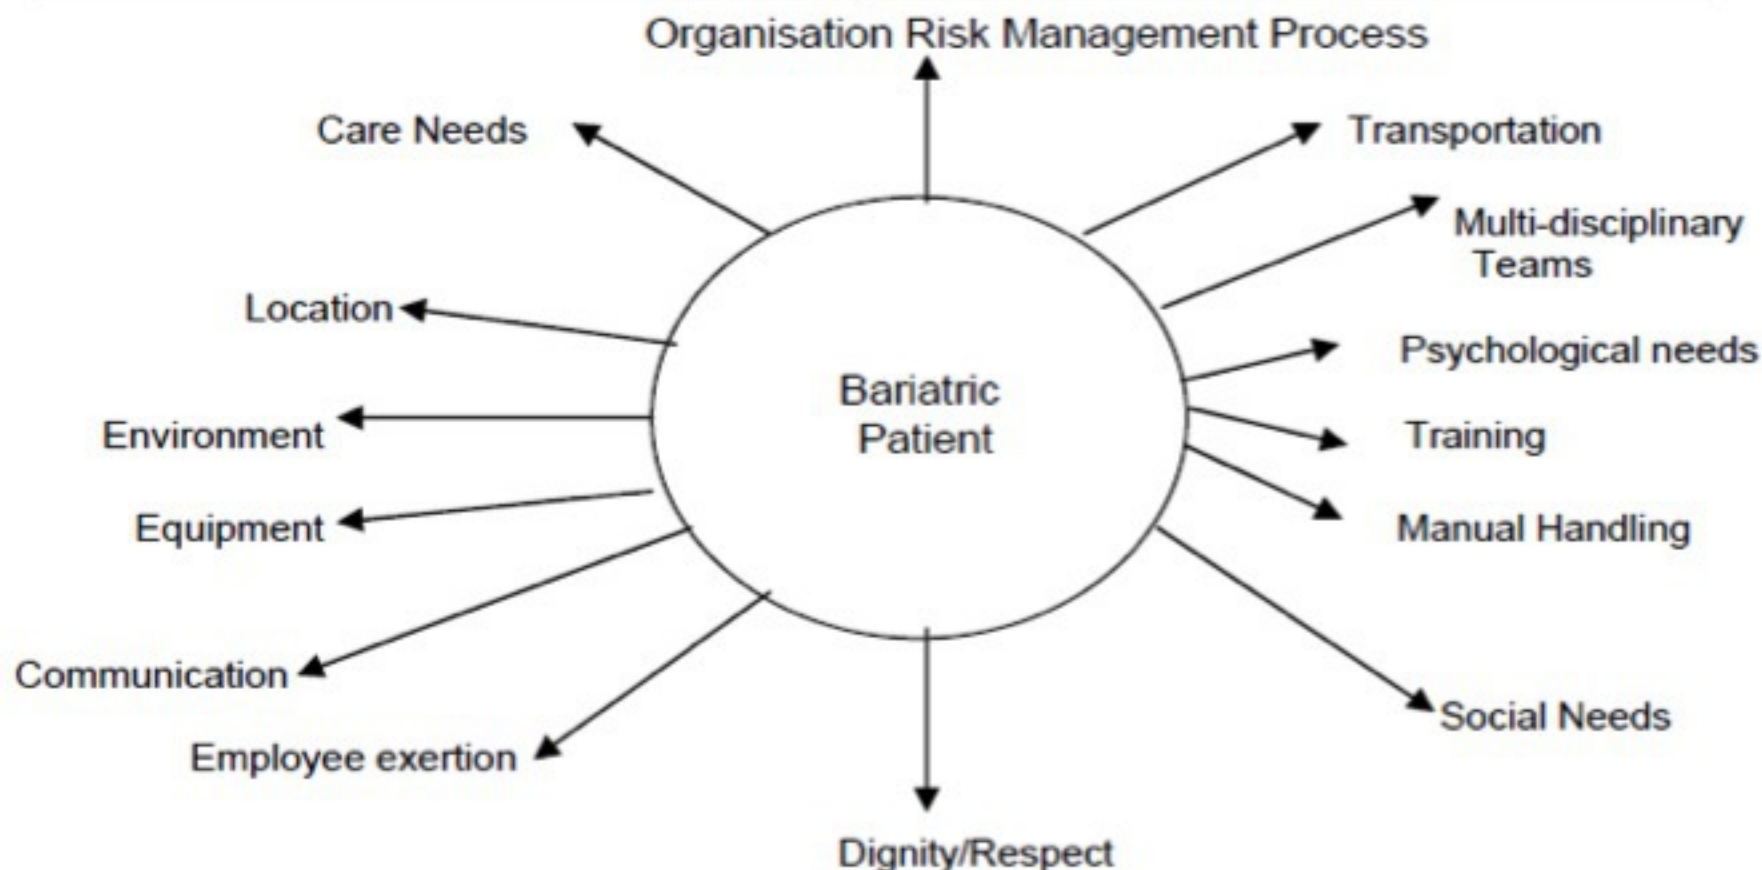 Organisation Risk Management Process
Care Needs
Transportation
Multi-disciplinary
Teams
Location
Psychological needs
Bariatric
Patient
Environment
Training
Equipment
Manual Handling
Communication
Social Needs
Employee exertion
Dignity/Respect